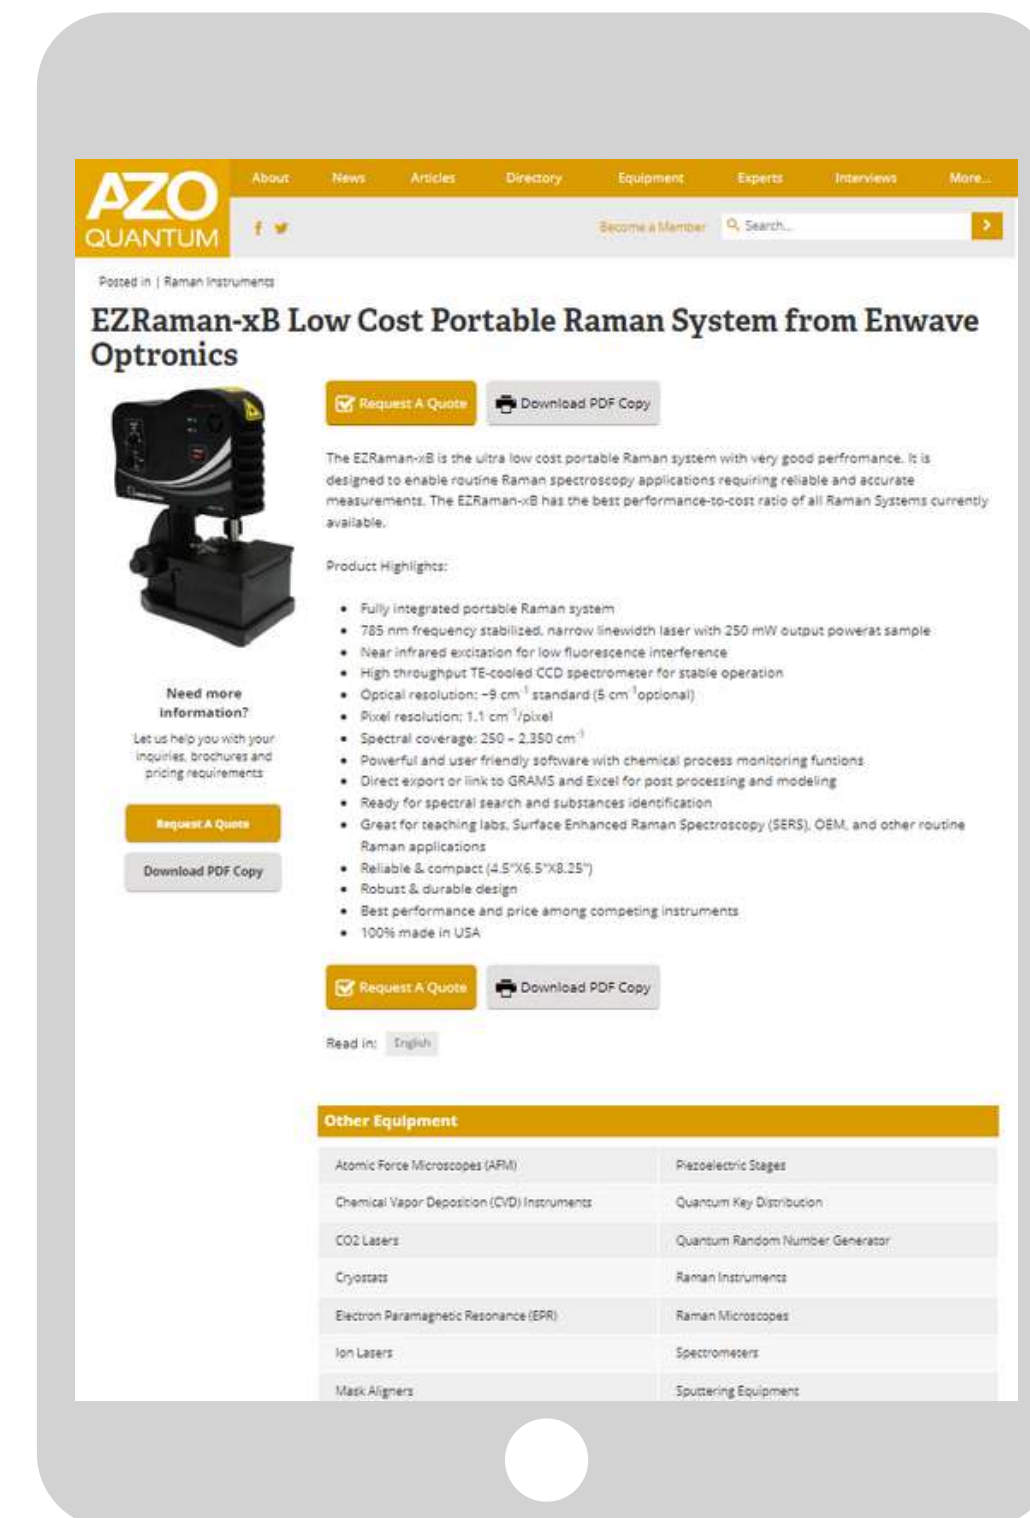 AZO
QUANTUM
About News Articles Directory Equipment Experts Interviews More...
Become a Member Search...
Posted in | Raman Instruments
EZRaman-xB Low Cost Portable Raman System from Enwave
Optronics
Request A Quote Download PDF Copy
The EZRaman-xB is the ultra low cost portable Raman system with very good perfromance. It is
designed to enable routine Raman spectroscopy applications requiring reliable and accurate
measurements. The EZRaman-xB has the best performance-to-cost ratio of all Raman Systems currently
available.
Product Highlights:
• Fully integrated portable Raman system
• 785 nm frequency stabilized, narrow linewidth laser with 250 mW output powerat sample
• Near infrared excitation for low fluorescence interference
• High throughput TE-cooled CCD spectrometer for stable operation
• Optical resolution: ~9 cm⁻¹ standard (5 cm⁻¹optional)
• Pixel resolution: 1.1 cm⁻¹/pixel
• Spectral coverage: 250 – 2,350 cm⁻¹
• Powerful and user friendly software with chemical process monitoring funtions
• Direct export or link to GRAMS and Excel for post processing and modeling
• Ready for spectral search and substances identification
• Great for teaching labs, Surface Enhanced Raman Spectroscopy (SERS), OEM, and other routine
Raman applications
• Reliable & compact (4.5"X6.5"X8.25")
• Robust & durable design
• Best performance and price among competing instruments
• 100% made in USA
Need more
information?
Let us help you with your
inquiries, brochures and
pricing requirements
Request A Quote
Download PDF Copy
Request A Quote Download PDF Copy
Read in: English
Other Equipment
Atomic Force Microscopes (AFM) Piezoelectric Stages
Chemical Vapor Deposition (CVD) Instruments Quantum Key Distribution
CO2 Lasers Quantum Random Number Generator
Cryostats Raman Instruments
Electron Paramagnetic Resonance (EPR) Raman Microscopes
Ion Lasers Spectrometers
Mask Aligners Sputtering Equipment